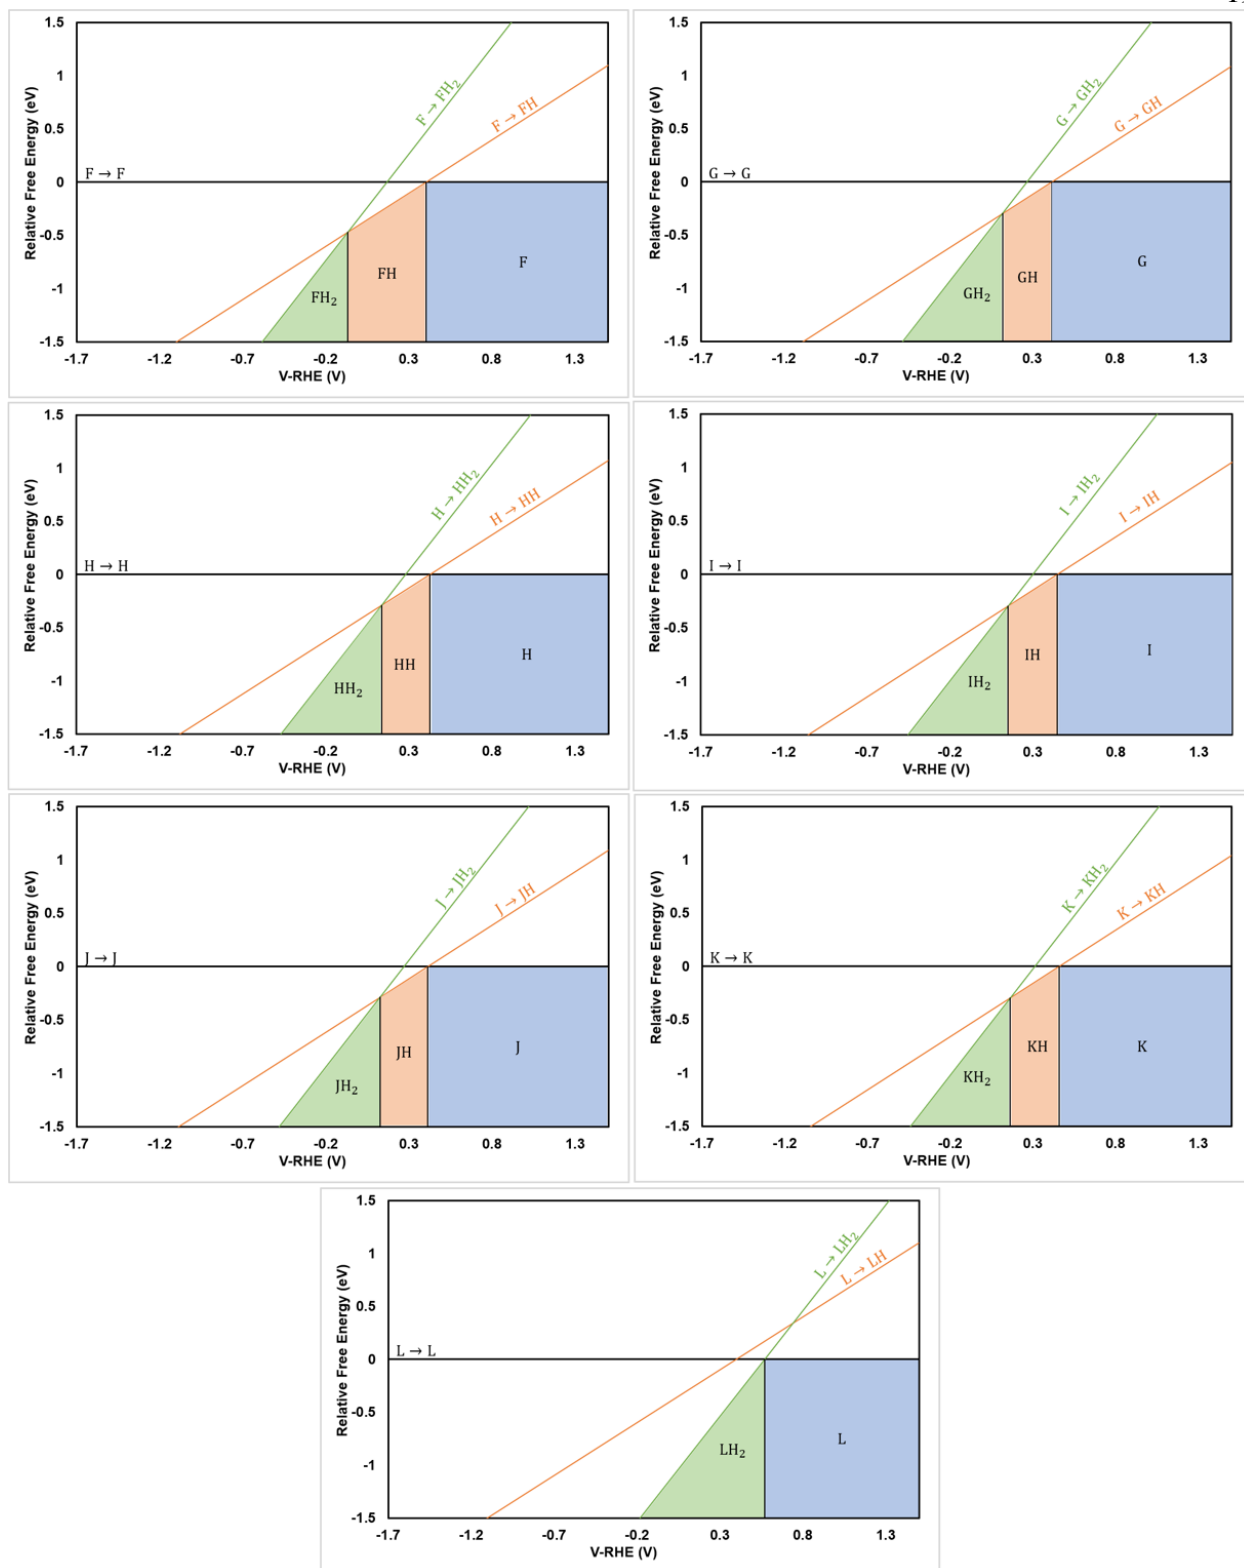 1.5
1
0.5
0
-0.5
-1
-1.5
Relative Free Energy (eV)
F → FH₂
F → FH
F → F
FH₂
FH
F
-1.7 -1.2 -0.7 -0.2 0.3 0.8 1.3
V-RHE (V)
1.5
1
0.5
0
-0.5
-1
-1.5
Relative Free Energy (eV)
G → GH₂
G → GH
G → G
GH₂
GH
G
-1.7 -1.2 -0.7 -0.2 0.3 0.8 1.3
V-RHE (V)
1.5
1
0.5
0
-0.5
-1
-1.5
Relative Free Energy (eV)
H → HH₂
H → HH
H → H
HH₂
HH
H
-1.7 -1.2 -0.7 -0.2 0.3 0.8 1.3
V-RHE (V)
1.5
1
0.5
0
-0.5
-1
-1.5
Relative Free Energy (eV)
I → IH₂
I → IH
I → I
IH₂
IH
I
-1.7 -1.2 -0.7 -0.2 0.3 0.8 1.3
V-RHE (V)
1.5
1
0.5
0
-0.5
-1
-1.5
Relative Free Energy (eV)
J → JH₂
J → JH
J → J
JH₂
JH
J
-1.7 -1.2 -0.7 -0.2 0.3 0.8 1.3
V-RHE (V)
1.5
1
0.5
0
-0.5
-1
-1.5
Relative Free Energy (eV)
K → KH₂
K → KH
K → K
KH₂
KH
K
-1.7 -1.2 -0.7 -0.2 0.3 0.8 1.3
V-RHE (V)
1.5
1
0.5
0
-0.5
-1
-1.5
Relative Free Energy (eV)
L → LH₂
L → LH
L → L
LH₂
L
-1.7 -1.2 -0.7 -0.2 0.3 0.8 1.3
V-RHE (V)